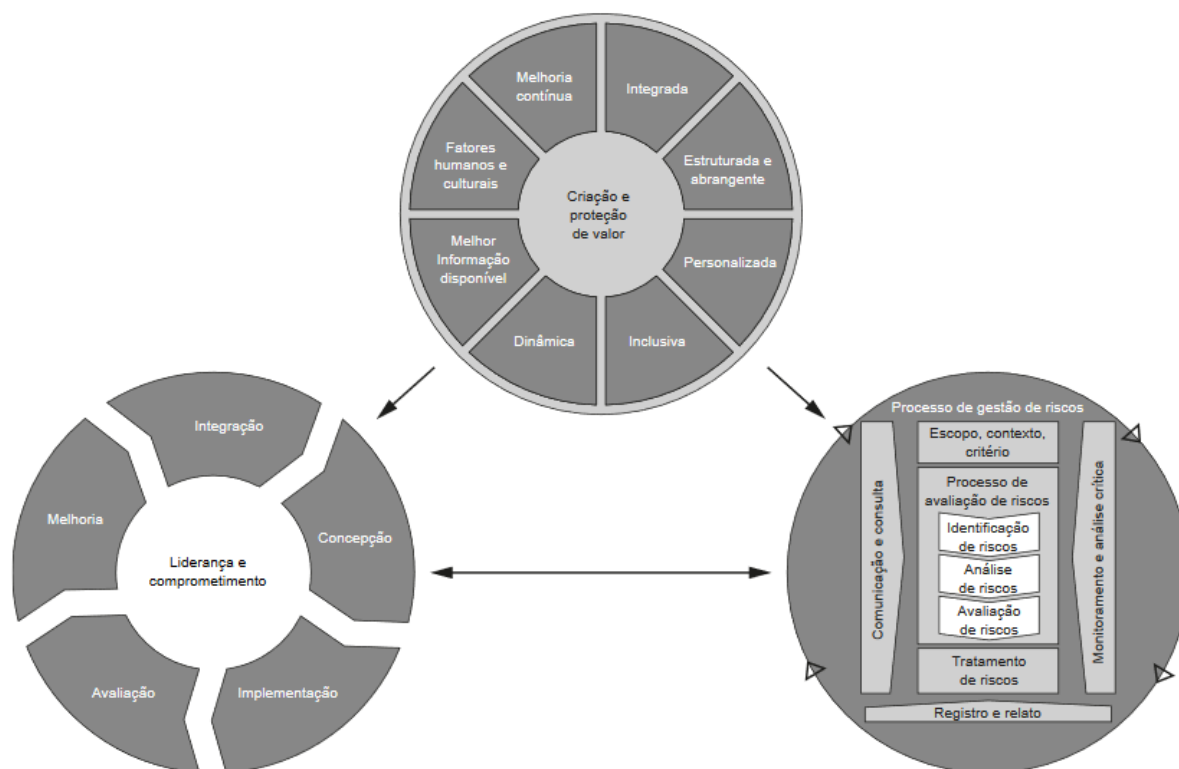 Melhoria
contínua
Integrada
Fatores
humanos e
culturais
Estruturada e
abrangente
Criação e
proteção
de valor
Melhor
Informação
disponível
Personalizada
Dinâmica
Inclusiva
Integração
Melhoria
Concepção
Liderança e
comprometimento
Avaliação
Implementação
Processo de gestão de riscos
Escopo, contexto,
critério
Processo de
avaliação de riscos
Identificação
de riscos
Análise
de riscos
Avaliação
de riscos
Tratamento
de riscos
Comunicação e consulta
Monitoramento e análise crítica
Registro e relato